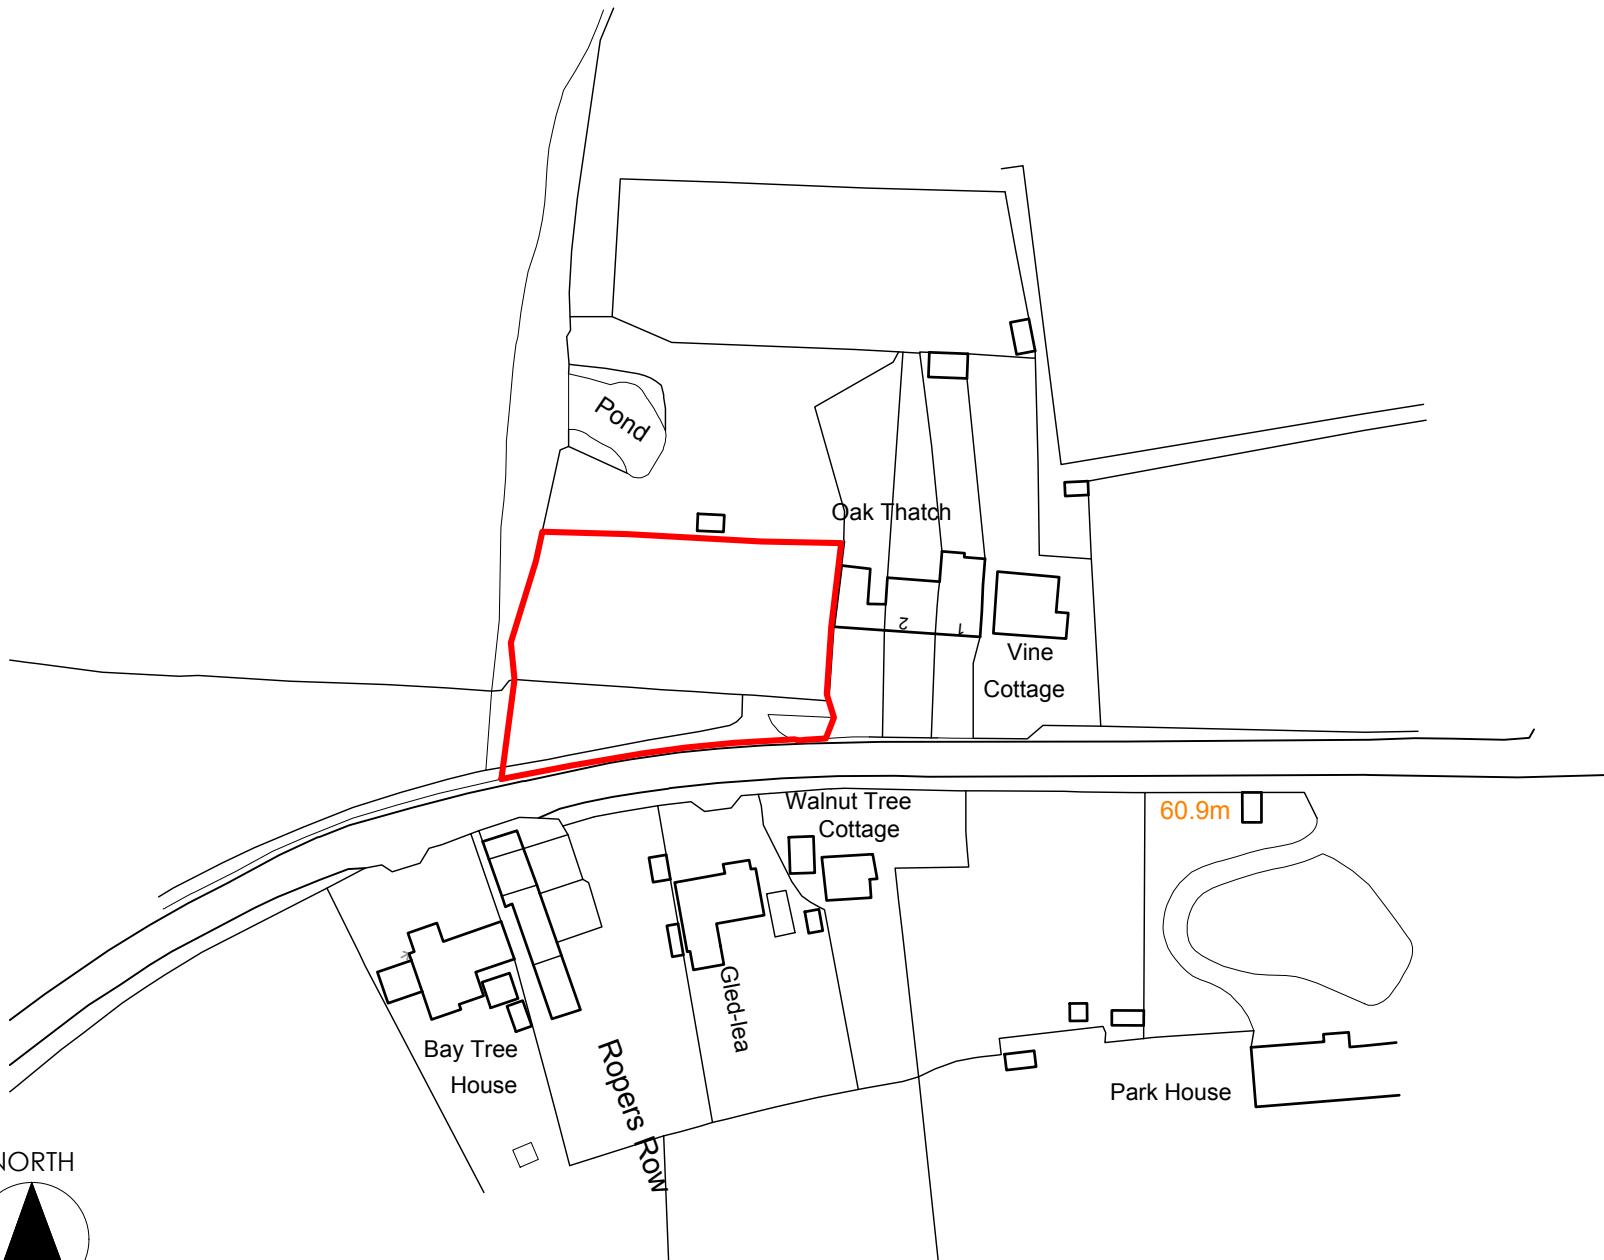 Pond
Oak Thatch
2
1
Vine
Cottage
Walnut Tree
Cottage
60.9m
Gled-lea
Bay Tree
House
Ropers Row
Park House
NORTH